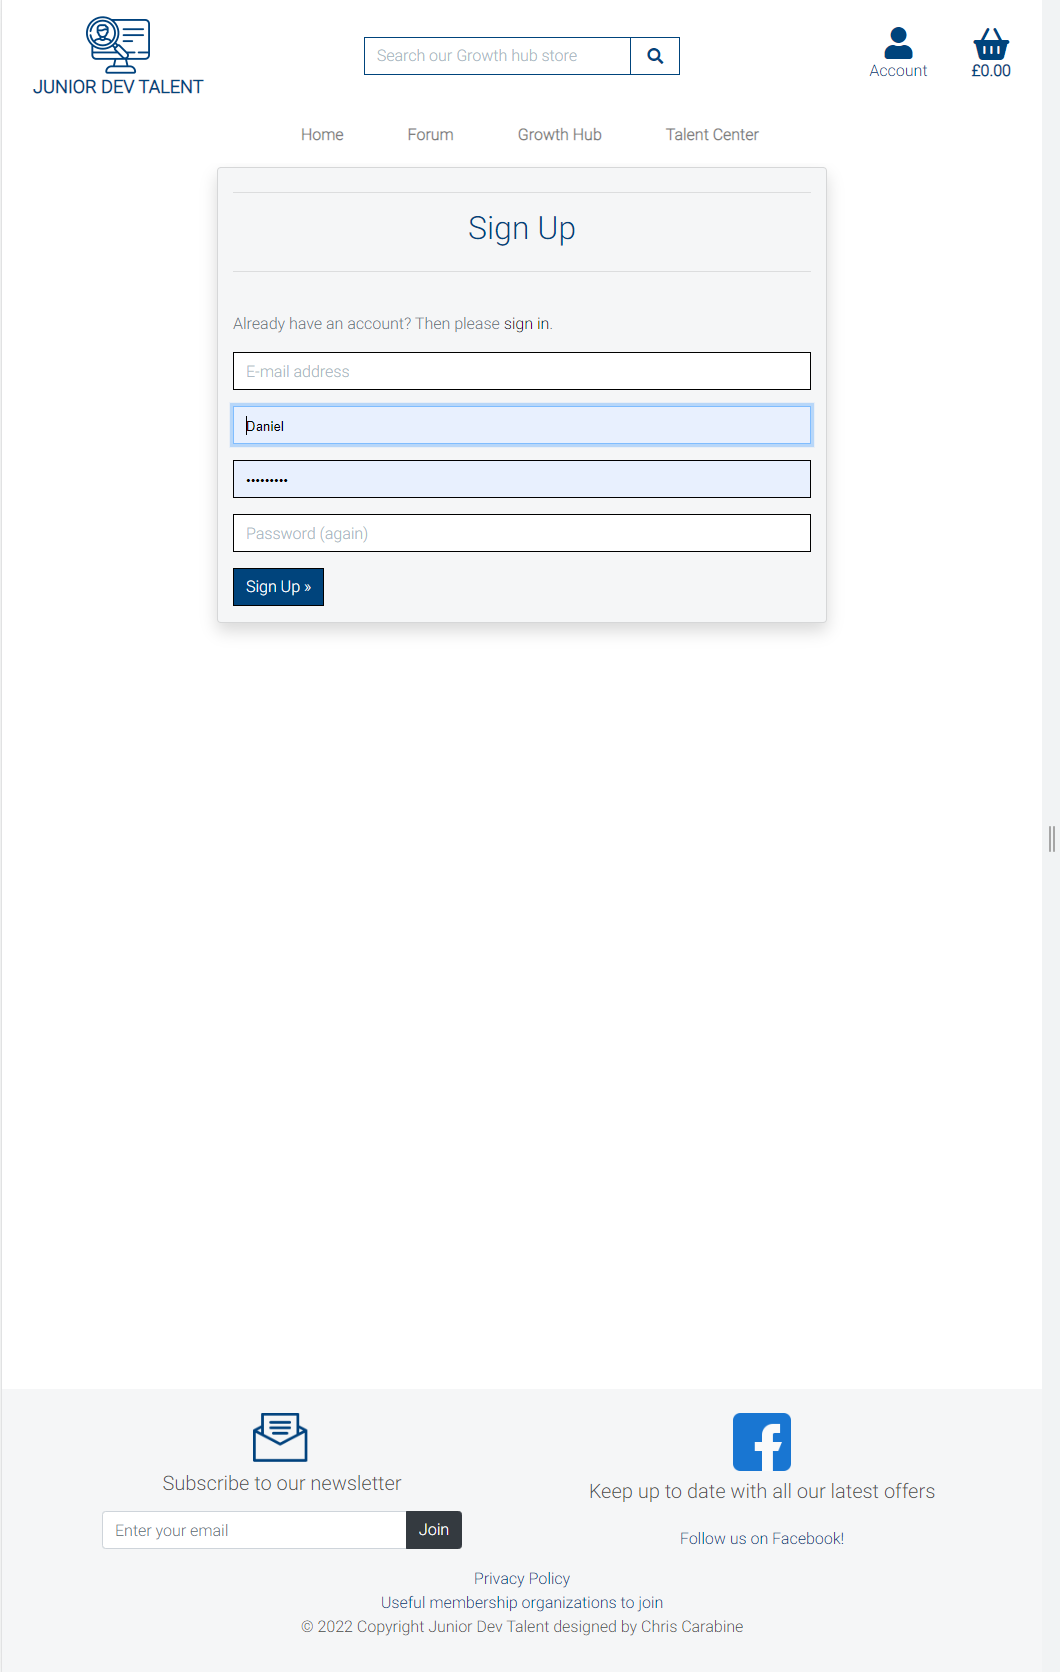 JUNIOR DEV TALENT
Search our Growth hub store
Account
£0.00
Home
Forum
Growth Hub
Talent Center
Sign Up
Already have an account? Then please sign in.
E-mail address
Daniel
•••••••••
Password (again)
Sign Up »
Subscribe to our newsletter
Enter your email
Join
Keep up to date with all our latest offers
Follow us on Facebook!
Privacy Policy
Useful membership organizations to join
© 2022 Copyright Junior Dev Talent designed by Chris Carabine